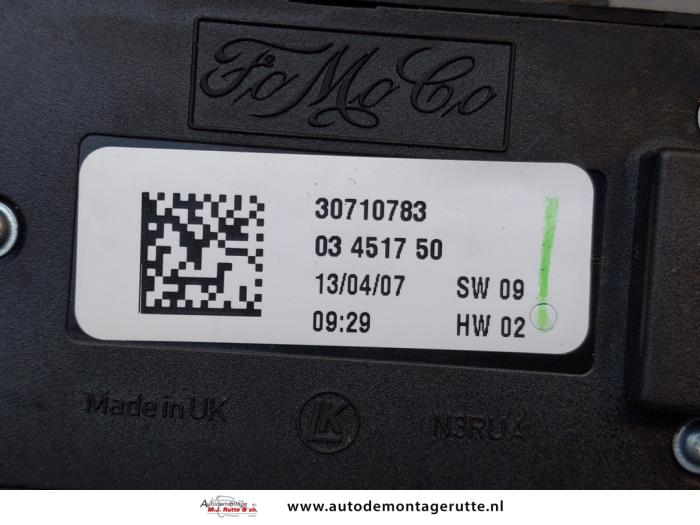 FoMoCo
30710783
03 4517 50
13/04/07 SW 09
09:29 HW 02
Made in UK
LK
N3RU4
Autodemontage
M.J. Rutte & zn.
www.autodemontagerutte.nl